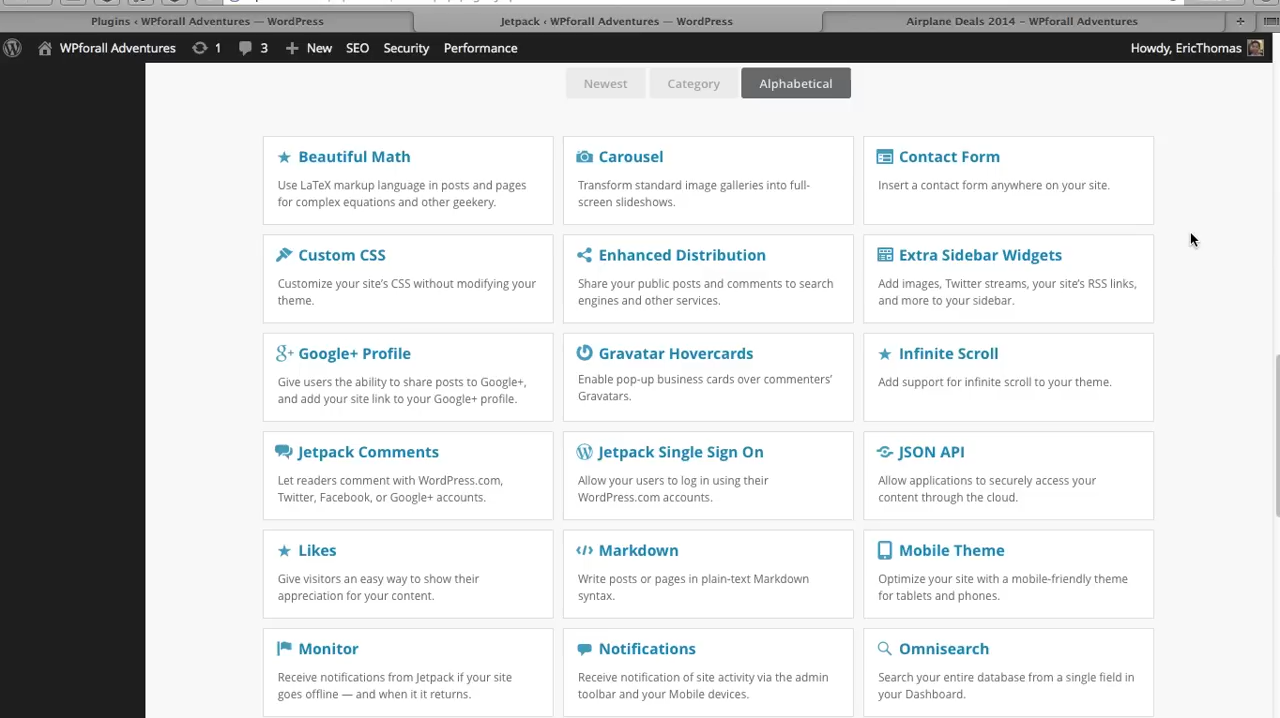 Plugins ‹ WPforall Adventures — WordPress
Jetpack ‹ WPforall Adventures — WordPress
Airplane Deals 2014 – WPforall Adventures
WPforall Adventures 1 3 New SEO Security Performance Howdy, EricThomas
Newest Category Alphabetical
Beautiful Math
Use LaTeX markup language in posts and pages
for complex equations and other geekery.
Carousel
Transform standard image galleries into full-
screen slideshows.
Contact Form
Insert a contact form anywhere on your site.
Custom CSS
Customize your site's CSS without modifying your
theme.
Enhanced Distribution
Share your public posts and comments to search
engines and other services.
Extra Sidebar Widgets
Add images, Twitter streams, your site's RSS links,
and more to your sidebar.
Google+ Profile
Give users the ability to share posts to Google+,
and add your site link to your Google+ profile.
Gravatar Hovercards
Enable pop-up business cards over commenters'
Gravatars.
Infinite Scroll
Add support for infinite scroll to your theme.
Jetpack Comments
Let readers comment with WordPress.com,
Twitter, Facebook, or Google+ accounts.
Jetpack Single Sign On
Allow your users to log in using their
WordPress.com accounts.
JSON API
Allow applications to securely access your
content through the cloud.
Likes
Give visitors an easy way to show their
appreciation for your content.
Markdown
Write posts or pages in plain-text Markdown
syntax.
Mobile Theme
Optimize your site with a mobile-friendly theme
for tablets and phones.
Monitor
Receive notifications from Jetpack if your site
goes offline — and when it it returns.
Notifications
Receive notification of site activity via the admin
toolbar and your Mobile devices.
Omnisearch
Search your entire database from a single field in
your Dashboard.